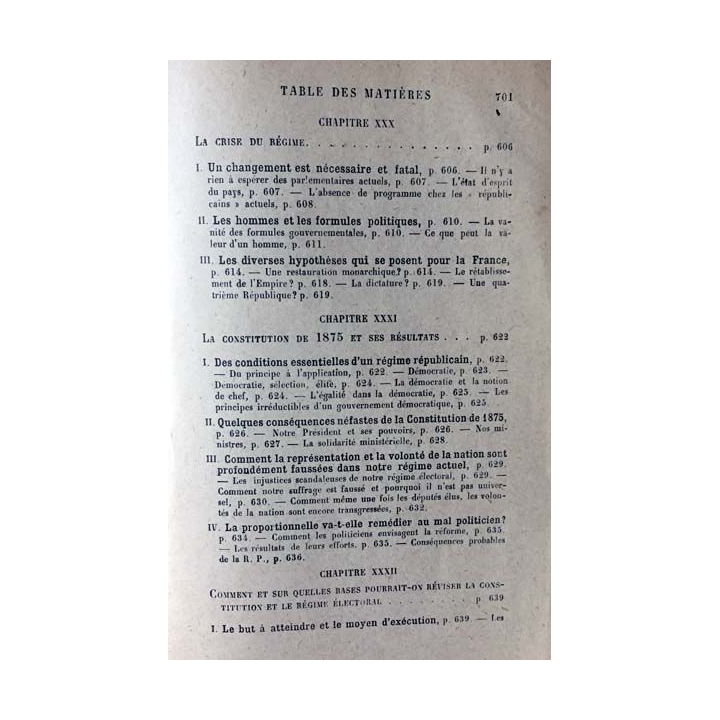 TABLE DES MATIÈRES 701
CHAPITRE XXX
LA CRISE DU RÉGIME. . . . . . . . . . . . . . . p. 606
I. Un changement est nécessaire et fatal, p. 606. — Il n'y a
rien à espérer des parlementaires actuels, p. 607. — L'état d'esprit
du pays, p. 607. — L'absence de programme chez les « républi-
cains » actuels, p. 608.
II. Les hommes et les formules politiques, p. 610. — La va-
nité des formules gouvernementales, p. 610. — Ce que peut la va-
leur d'un homme, p. 611.
III. Les diverses hypothèses qui se posent pour la France,
p. 614. — Une restauration monarchique? p. 614. — Le rétablisse-
ment de l'Empire? p. 618. — La dictature? p. 619. — Une qua-
trième République? p. 619.
CHAPITRE XXXI
LA CONSTITUTION DE 1875 ET SES RÉSULTATS . . . p. 622
I. Des conditions essentielles d'un régime républicain, p. 622.
— Du principe à l'application, p. 622. — Démocratie, p. 623. —
Démocratie, sélection, élite, p. 624. — La démocratie et la notion
de chef, p. 624. — L'égalité dans la démocratie, p. 625. — Les
principes irréductibles d'un gouvernement démocratique, p. 625.
II. Quelques conséquences néfastes de la Constitution de 1875,
p. 626. — Notre Président et ses pouvoirs, p. 626. — Nos mi-
nistres, p. 627. — La solidarité ministérielle, p. 628.
III. Comment la représentation et la volonté de la nation sont
profondément faussées dans notre régime actuel, p. 629.
— Les injustices scandaleuses de notre régime électoral, p. 629. —
Comment notre suffrage est faussé et pourquoi il n'est pas univer-
sel, p. 630. — Comment même une fois les députés élus, les volon-
tés de la nation sont encore transgressées, p. 632.
IV. La proportionnelle va-t-elle remédier au mal politicien?
p. 634. — Comment les politiciens envisagent la réforme, p. 635.
— Les résultats de leurs efforts, p. 635. — Conséquences probables
de la R. P., p. 636.
CHAPITRE XXXII
COMMENT ET SUR QUELLES BASES POURRAIT-ON RÉVISER LA CONS-
TITUTION ET LE RÉGIME ÉLECTORAL . . . . . . . . . p. 639
I. Le but à atteindre et le moyen d'exécution, p. 639. — Les